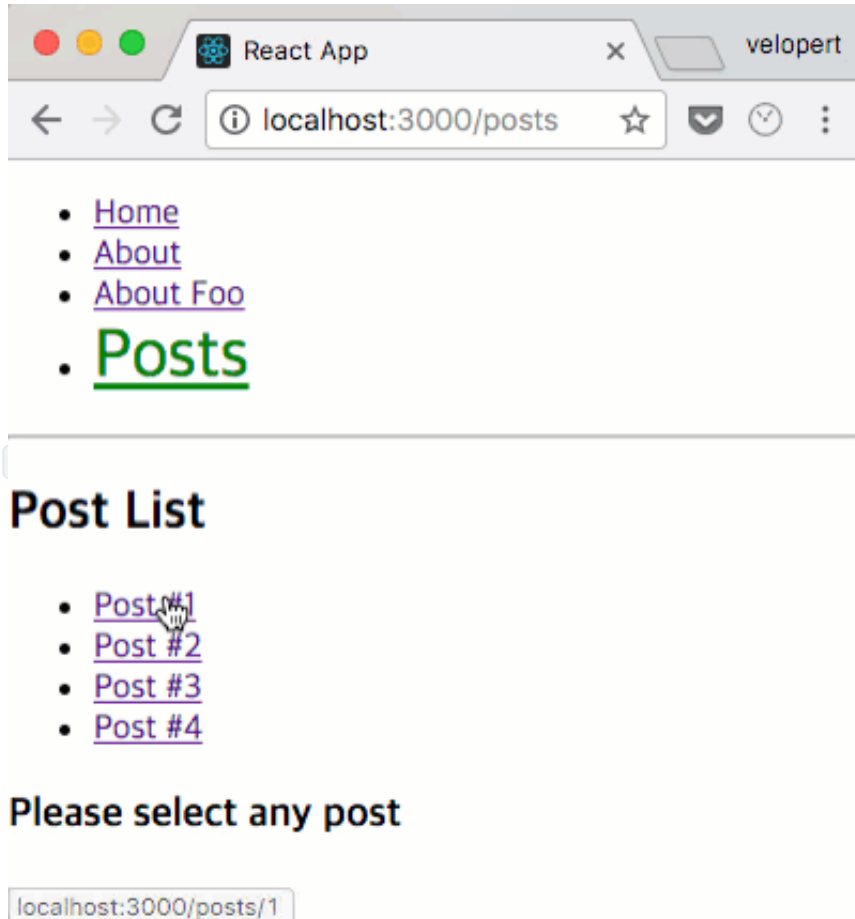 React App
velopert
localhost:3000/posts
Home
About
About Foo
Posts
Post List
Post #1
Post #2
Post #3
Post #4
Please select any post
localhost:3000/posts/1